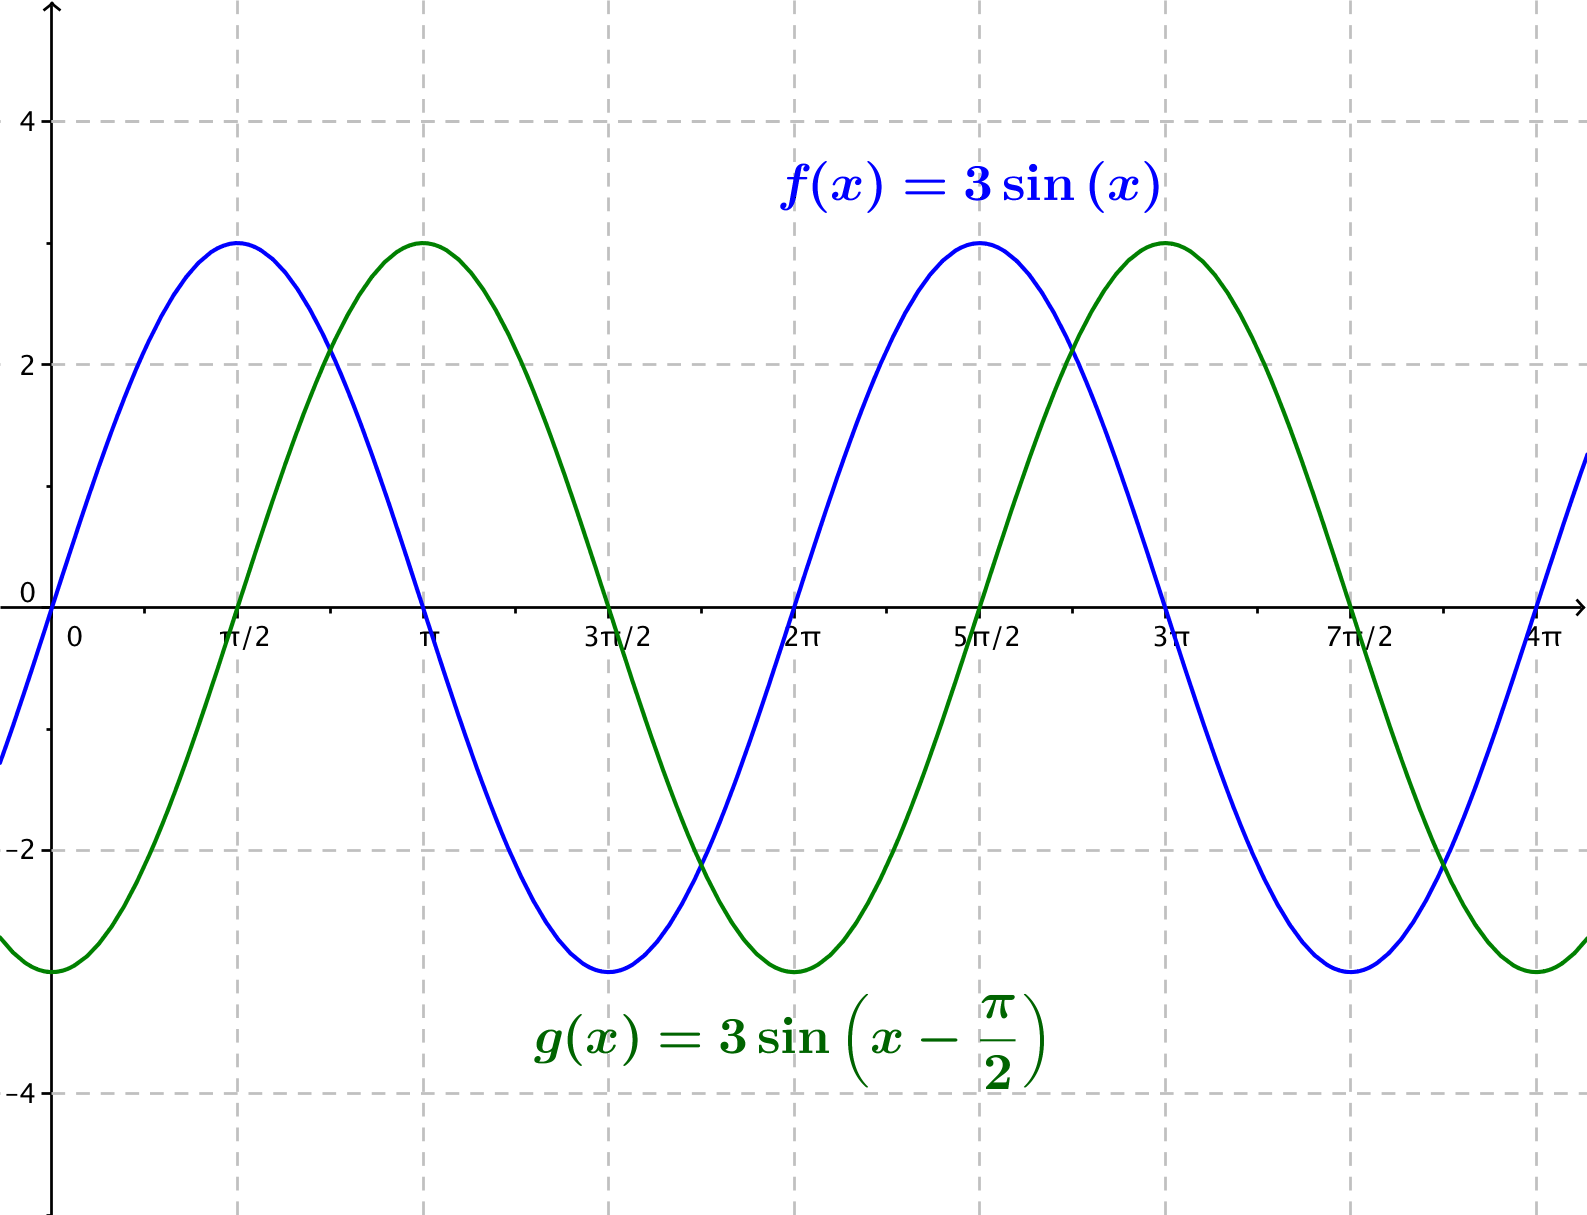 4
f(x) = 3 sin (x)
2
0
0 π/2 π 3π/2 2π 5π/2 3π 7π/2 4π
-2
g(x) = 3 sin (x − π/2)
-4